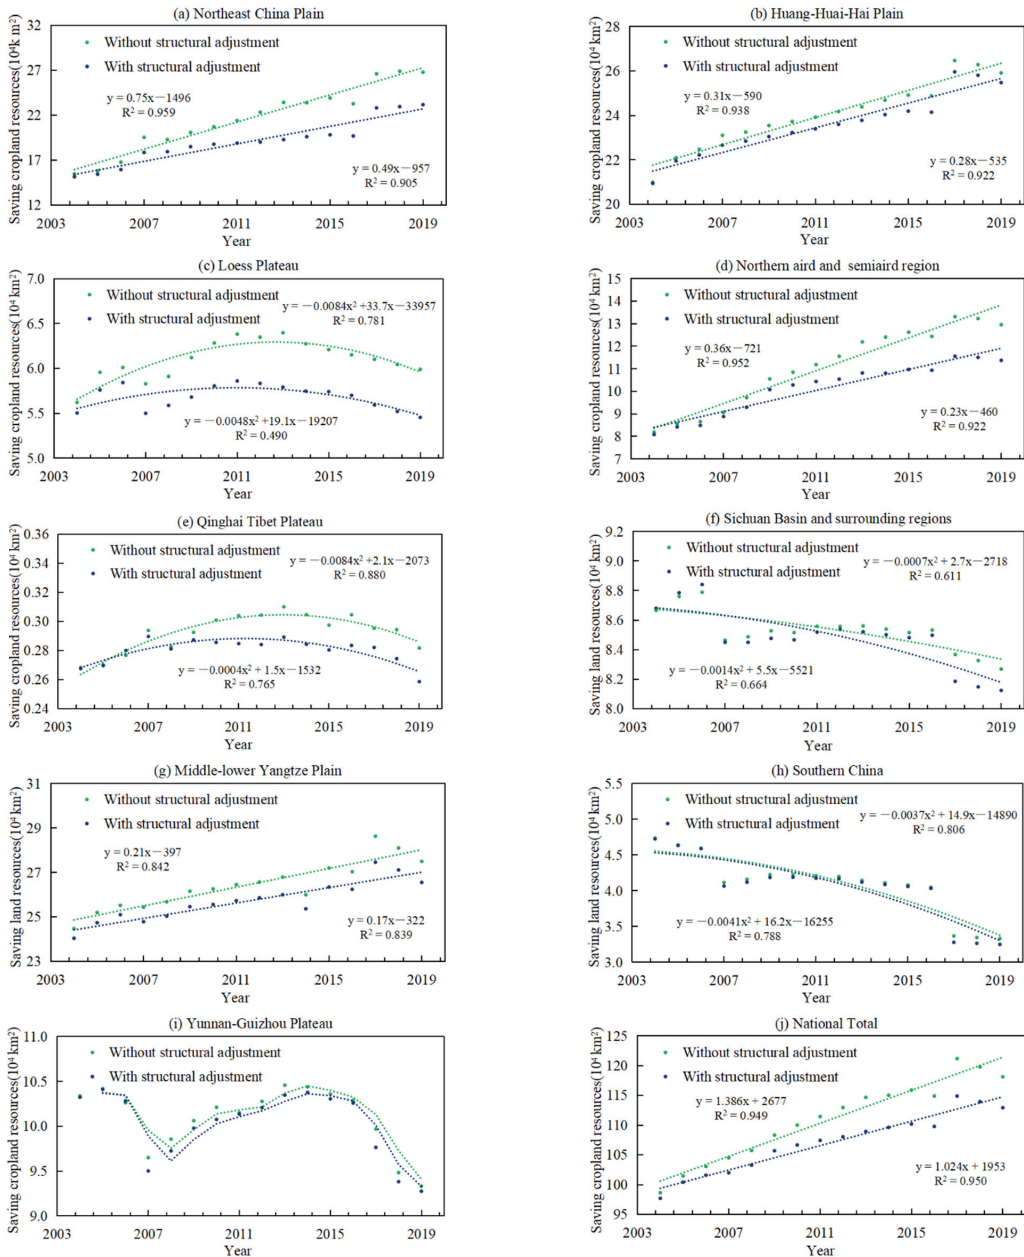 (a) Northeast China Plain
Saving cropland resources(10⁴k m²)
32
27
22
17
12
Without structural adjustment
With structural adjustment
y = 0.75x−1496
R² = 0.959
y = 0.49x−957
R² = 0.905
2003 2007 2011 2015 2019
Year
(b) Huang-Huai-Hai Plain
Saving cropland resources(10⁴ km²)
28
26
24
22
20
Without structural adjustment
With structural adjustment
y = 0.31x−590
R² = 0.938
y = 0.28x−535
R² = 0.922
2003 2007 2011 2015 2019
Year
(c) Loess Plateau
Saving cropland resources(10⁴ km²)
7.0
6.5
6.0
5.5
5.0
Without structural adjustment
With structural adjustment
y = −0.0084x² +33.7x−33957
R² = 0.781
y = −0.0048x² +19.1x−19207
R² = 0.490
2003 2007 2011 2015 2019
Year
(d) Northern aird and semiaird region
Saving cropland resources(10⁴ km²)
15
14
13
12
11
10
9
8
7
Without structural adjustment
With structural adjustment
y = 0.36x−721
R² = 0.952
y = 0.23x−460
R² = 0.922
2003 2007 2011 2015 2019
Year
(e) Qinghai Tibet Plateau
Saving cropland resources(10⁴ km²)
0.36
0.34
0.32
0.30
0.28
0.26
0.24
Without structural adjustment
With structural adjustment
y = −0.0084x² +2.1x−2073
R² = 0.880
y = −0.0004x² + 1.5x−1532
R² = 0.765
2003 2007 2011 2015 2019
Year
(f) Sichuan Basin and surrounding regions
Saving land resources(10⁴ km²)
9.2
8.9
8.6
8.4
8.2
8.0
Without structural adjustment
With structural adjustment
y = −0.0007x² + 2.7x−2718
R² = 0.611
y = −0.0014x² + 5.5x−5521
R² = 0.664
2003 2007 2011 2015 2019
Year
(g) Middle-lower Yangtze Plain
Saving land resources(10⁴ km²)
31
29
27
25
23
Without structural adjustment
With structural adjustment
y = 0.21x−397
R² = 0.842
y = 0.17x−322
R² = 0.839
2003 2007 2011 2015 2019
Year
(h) Southern China
Saving land resources(10⁴ km²)
5.5
5.0
4.5
4.0
3.5
3.0
Without structural adjustment
With structural adjustment
y = −0.0037x² + 14.9x−14890
R² = 0.806
y = −0.0041x² + 16.2x−16255
R² = 0.788
2003 2007 2011 2015 2019
Year
(i) Yunnan-Guizhou Plateau
Saving cropland resources(10⁴ km²)
11.0
10.5
10.0
9.5
9.0
Without structural adjustment
With structural adjustment
2003 2007 2011 2015 2019
Year
(j) National Total
Saving cropland resources(10⁴ km²)
125
120
115
110
105
100
95
Without structural adjustment
With structural adjustment
y = 1.386x + 2677
R² = 0.949
y = 1.024x + 1953
R² = 0.950
2003 2007 2011 2015 2019
Year